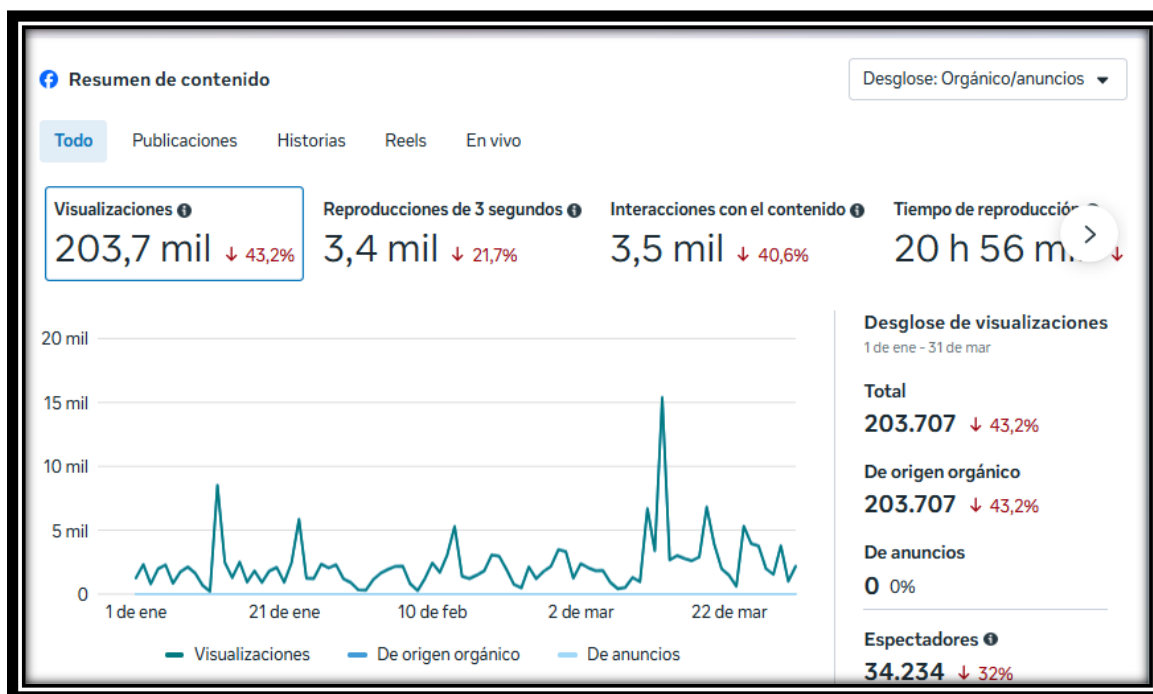 Resumen de contenido
Desglose: Orgánico/anuncios
Todo Publicaciones Historias Reels En vivo
Visualizaciones Reproducciones de 3 segundos Interacciones con el contenido Tiempo de reproducción
203,7 mil ↓ 43,2% 3,4 mil ↓ 21,7% 3,5 mil ↓ 40,6% 20 h 56 ↓
20 mil
15 mil
10 mil
5 mil
0
1 de ene 21 de ene 10 de feb 2 de mar 22 de mar
Visualizaciones De origen orgánico De anuncios
Desglose de visualizaciones
1 de ene - 31 de mar
Total
203.707 ↓ 43,2%
De origen orgánico
203.707 ↓ 43,2%
De anuncios
0 0%
Espectadores
34.234 ↓ 32%